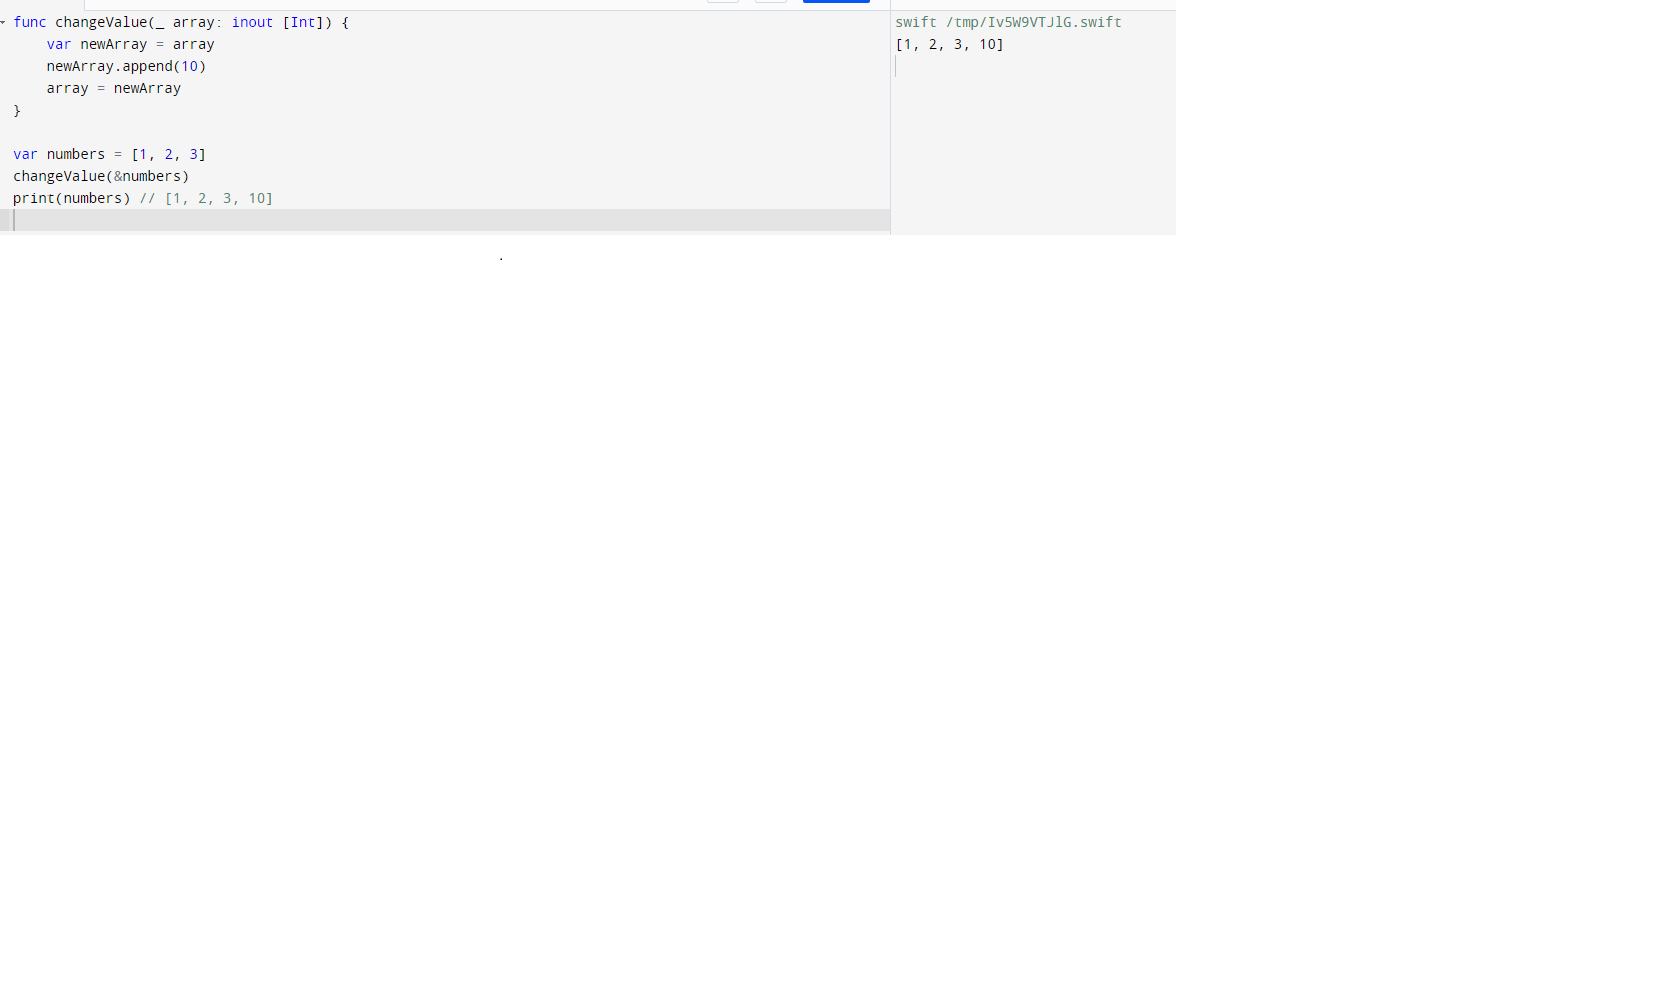 func changeValue(_ array: inout [Int]) {
    var newArray = array
    newArray.append(10)
    array = newArray
}
var numbers = [1, 2, 3]
changeValue(&numbers)
print(numbers) // [1, 2, 3, 10]
swift /tmp/Iv5W9VTJlG.swift
[1, 2, 3, 10]
.